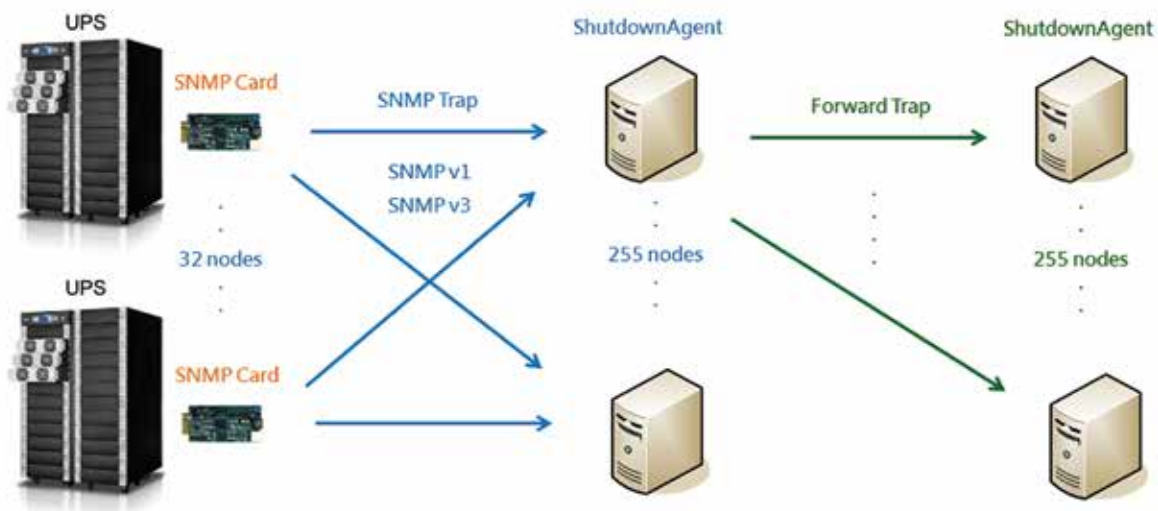 UPS
ShutdownAgent
ShutdownAgent
SNMP Card
SNMP Trap
Forward Trap
SNMP v1
SNMP v3
32 nodes
255 nodes
255 nodes
UPS
SNMP Card